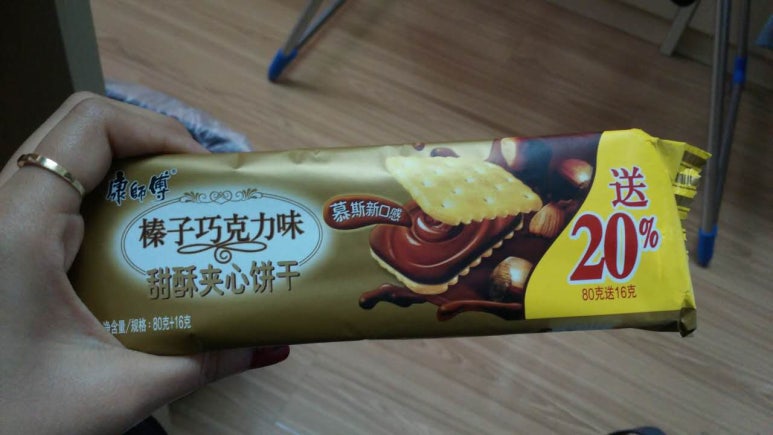 康师傅
榛子巧克力味
甜酥夹心饼干
慕斯新口感
送
20%
80克送16克
净含量/规格:80克+16克